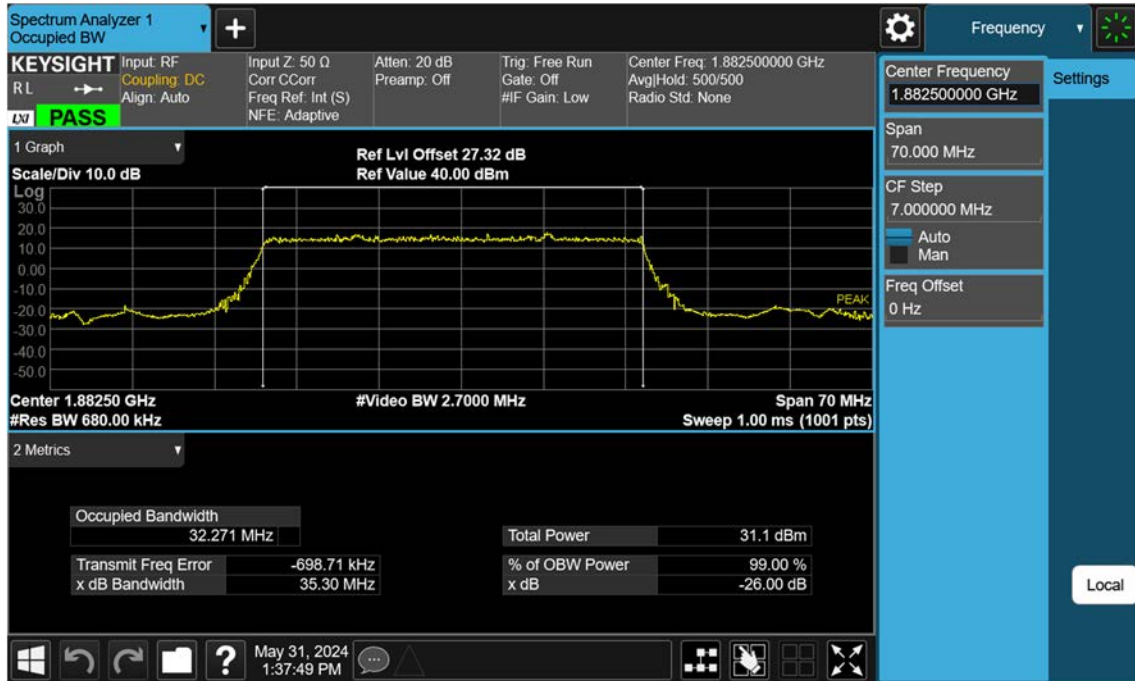 Spectrum Analyzer 1
Occupied BW
Frequency
KEYSIGHT
R L
LXI PASS
Input: RF
Coupling: DC
Align: Auto
Input Z: 50 Ω
Corr CCorr
Freq Ref: Int (S)
NFE: Adaptive
Atten: 20 dB
Preamp: Off
Trig: Free Run
Gate: Off
#IF Gain: Low
Center Freq: 1.882500000 GHz
Avg|Hold: 500/500
Radio Std: None
Center Frequency
1.882500000 GHz
Settings
Span
70.000 MHz
CF Step
7.000000 MHz
Auto
Man
Freq Offset
0 Hz
Local
1 Graph
Ref Lvl Offset 27.32 dB
Scale/Div 10.0 dB
Ref Value 40.00 dBm
Log
30.0
20.0
10.0
0.00
-10.0
-20.0
-30.0
-40.0
-50.0
PEAK
Center 1.88250 GHz
#Video BW 2.7000 MHz
Span 70 MHz
#Res BW 680.00 kHz
Sweep 1.00 ms (1001 pts)
2 Metrics
Occupied Bandwidth
32.271 MHz
Total Power 31.1 dBm
Transmit Freq Error -698.71 kHz
% of OBW Power 99.00 %
x dB Bandwidth 35.30 MHz
x dB -26.00 dB
?
May 31, 2024
1:37:49 PM